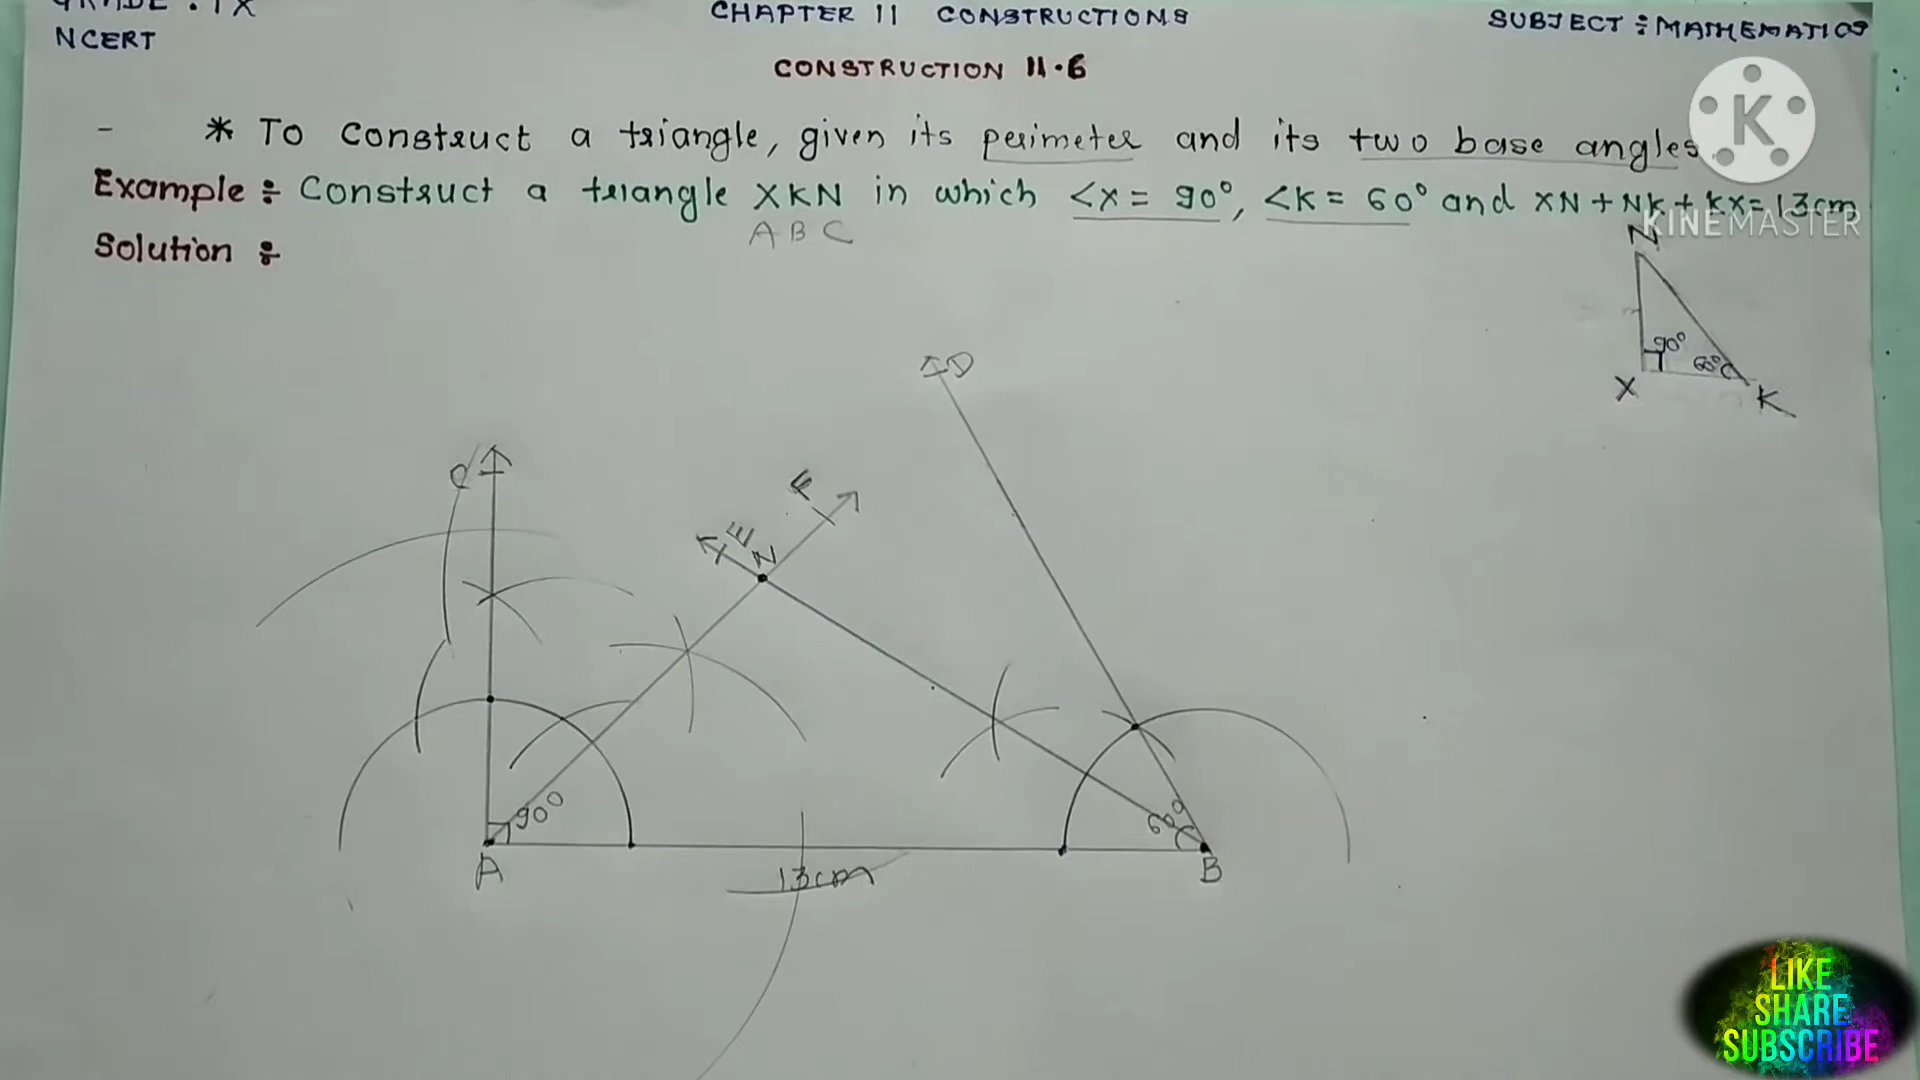 GRADE : IX
NCERT
CHAPTER 11 CONSTRUCTIONS
SUBJECT : MATHEMATICS
CONSTRUCTION 11.6
- * To construct a triangle, given its perimeter and its two base angles.
Example :- Construct a triangle XKN in which <X = 90°, <K = 60° and XN + NK + KX = 13cm
A B C
Solution :-
K
KINEMASTER
N
90°
60°
X
K
D
C
F
E
N
90°
60°
A
13cm
B
LIKE
SHARE
SUBSCRIBE